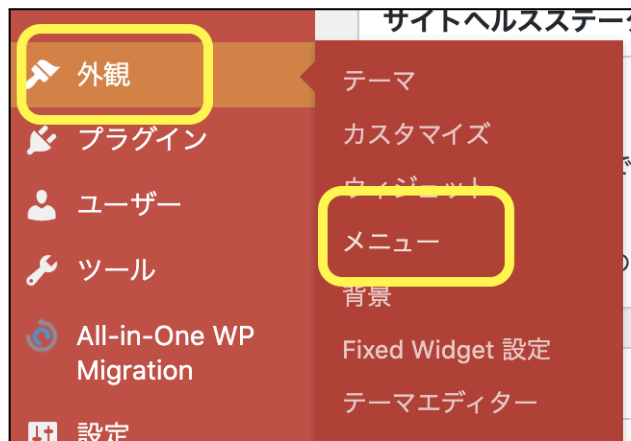 サイトヘルスステー
外観
プラグイン
ユーザー
ツール
All-in-One WP
Migration
設定
テーマ
カスタマイズ
ウィジェット
メニュー
背景
Fixed Widget 設定
テーマエディター
で
の